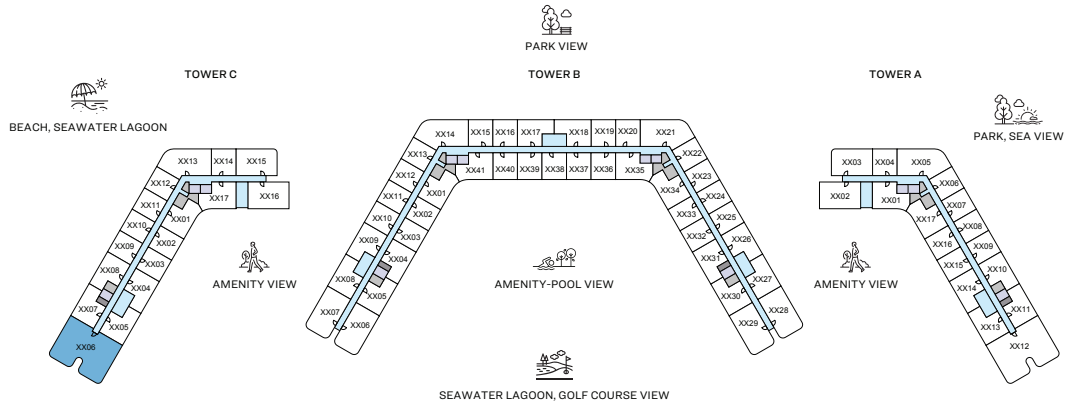 PARK VIEW
TOWER C
TOWER B
TOWER A
BEACH, SEAWATER LAGOON
PARK, SEA VIEW
XX13 XX14 XX15
XX12
XX11
XX10
XX09
XX08
XX07
XX06
XX05
XX04
XX03
XX02
XX01
XX17
XX16
AMENITY VIEW
XX14 XX15 XX16 XX17 XX18 XX19 XX20 XX21
XX13
XX12
XX11
XX10
XX09
XX08
XX07
XX06
XX05
XX04
XX03
XX02
XX01
XX41 XX40 XX39 XX38 XX37 XX36 XX35
XX22
XX23
XX24
XX25
XX26
XX27
XX28
XX29
XX30
XX31
XX32
XX33
XX34
AMENITY-POOL VIEW
SEAWATER LAGOON, GOLF COURSE VIEW
XX03 XX04 XX05
XX02 XX01
XX06
XX07
XX08
XX09
XX10
XX11
XX12
XX13
XX14
XX15
XX16
XX17
AMENITY VIEW